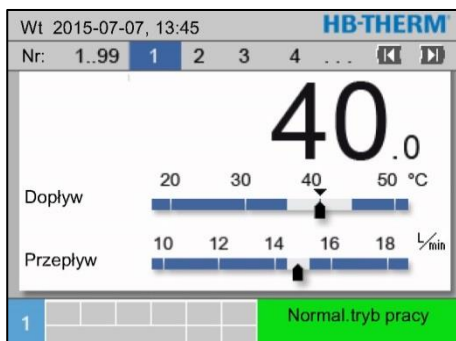 Wt 2015-07-07, 13:45 HB-THERM®
Nr: 1..99 1 2 3 4 ...
40.0
20 30 40 50 °C
Dopływ
10 12 14 16 18 L/min
Przepływ
1 Normal.tryb pracy